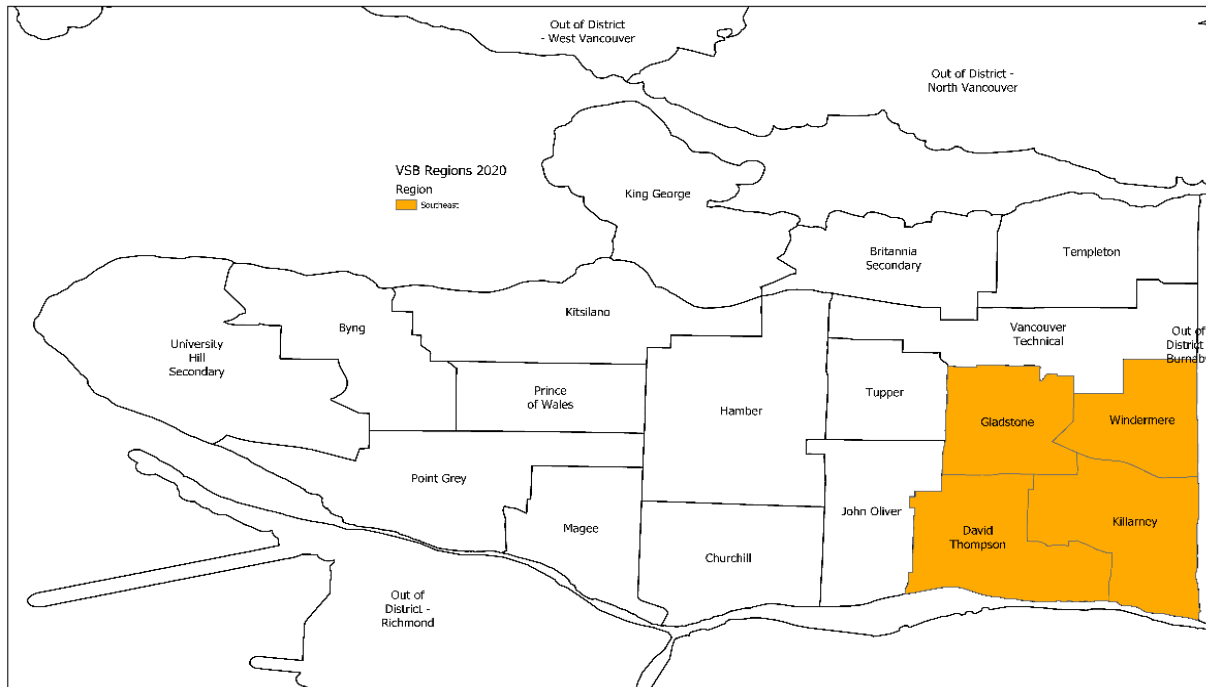 Out of District
- West Vancouver
Out of District -
North Vancouver
VSB Regions 2020
Region
Southeast
King George
Britannia
Secondary
Templeton
Kitsilano
Byng
University
Hill
Secondary
Vancouver
Technical
Out of
District
Burnaby
Prince
of Wales
Hamber
Tupper
Gladstone
Windermere
Point Grey
Magee
Churchill
John Oliver
David
Thompson
Killarney
Out of
District -
Richmond